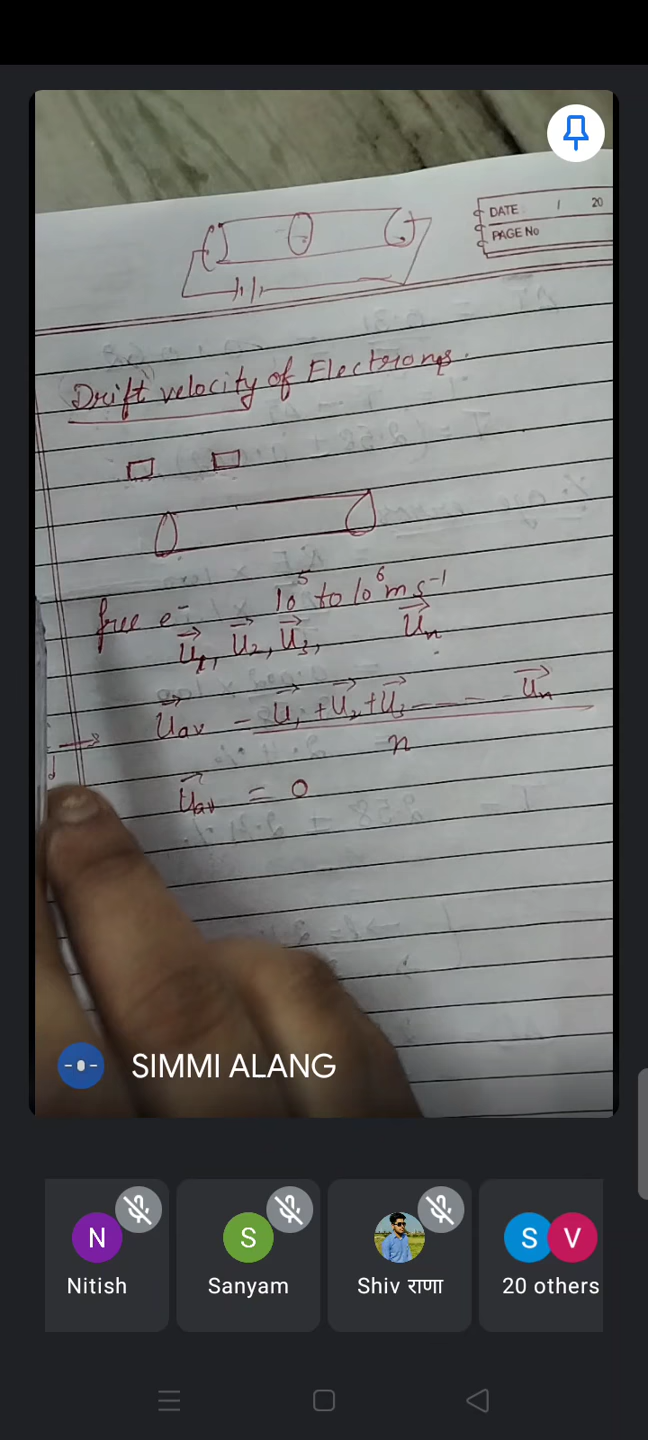 DATE / 20
PAGE No
Drift velocity of Electrons.
free e⁻ 10⁵ to 10⁶ ms⁻¹
u⃗₁, u⃗₂, u⃗₃, u⃗ₙ
u⃗av = u⃗₁ + u⃗₂ + u⃗₃ ---- u⃗ₙ
n
u⃗av = 0
SIMMI ALANG
N S S V
Nitish Sanyam Shiv राणा 20 others